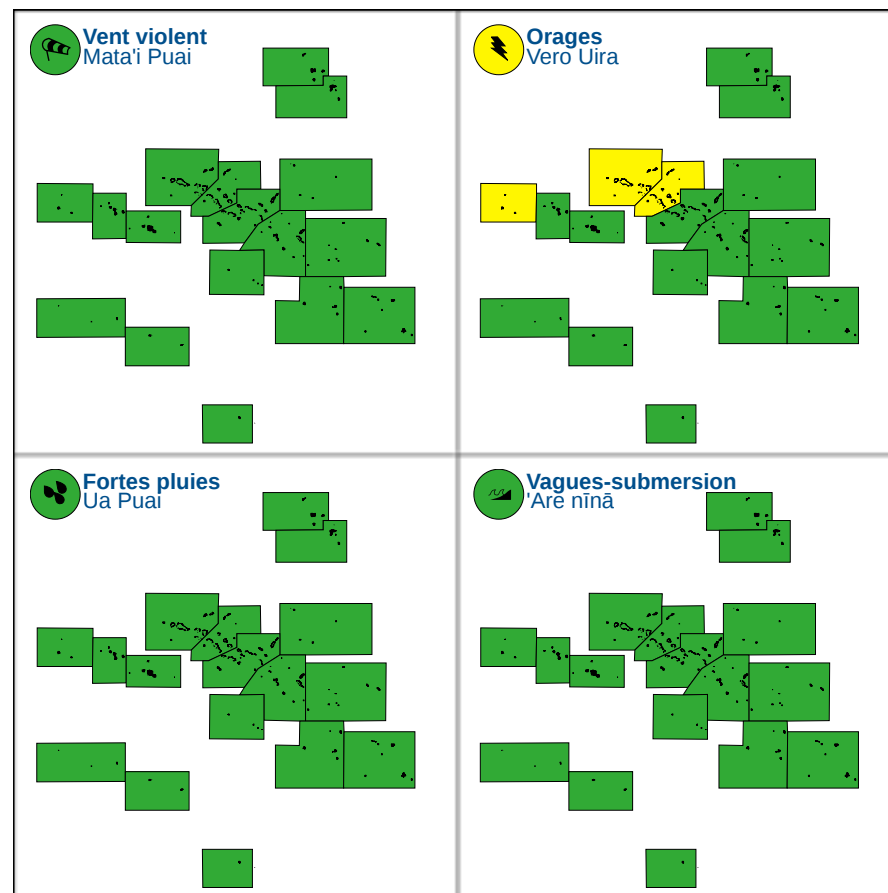 Vent violent
Mata'i Puai
Orages
Vero Uira
Fortes pluies
Ua Puai
Vagues-submersion
'Are nīnā